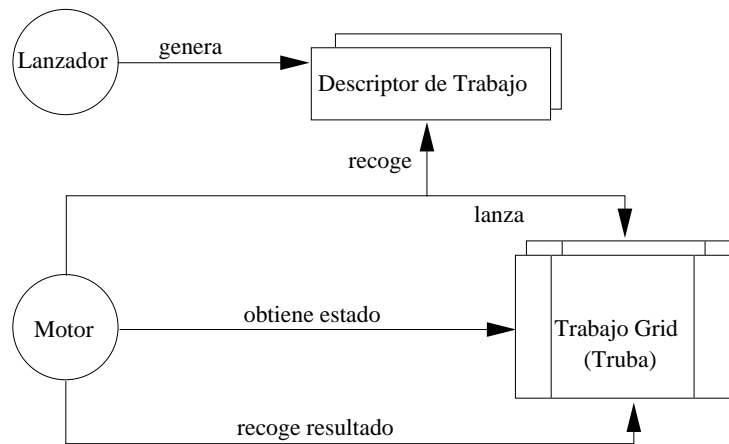 Lanzador
genera
Descriptor de Trabajo
recoge
lanza
Motor
obtiene estado
Trabajo Grid
(Truba)
recoge resultado